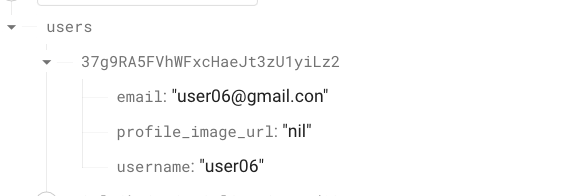 users
37g9RA5FVhWFxcHaeJt3zU1yiLz2
email: "user06@gmail.con"
profile_image_url: "nil"
username: "user06"